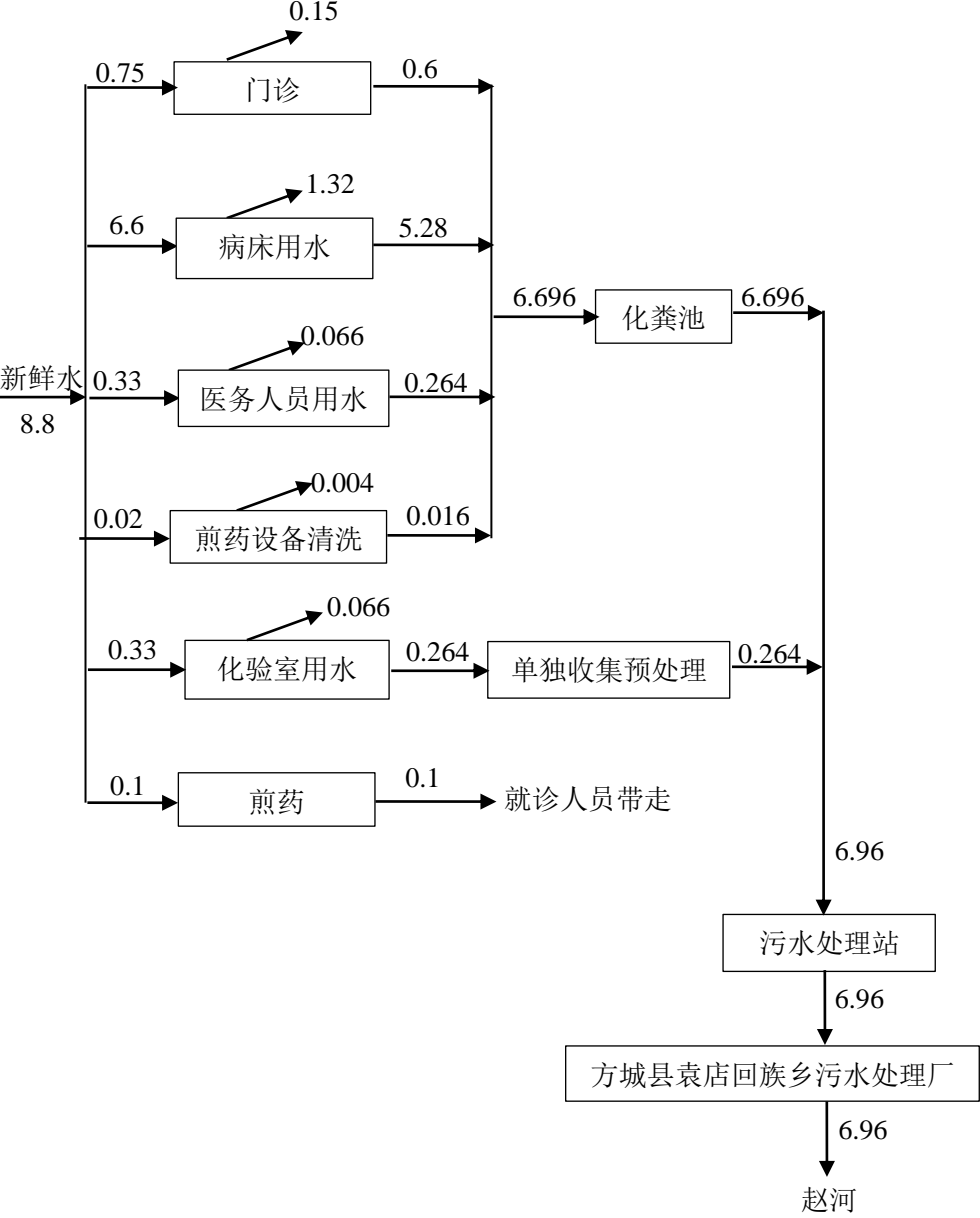 0.15
0.75
门诊
0.6
1.32
6.6
病床用水
5.28
6.696
化粪池
6.696
0.066
新鲜水
8.8
0.33
医务人员用水
0.264
0.004
0.02
煎药设备清洗
0.016
0.066
0.33
化验室用水
0.264
单独收集预处理
0.264
0.1
煎药
0.1
就诊人员带走
6.96
污水处理站
6.96
方城县袁店回族乡污水处理厂
6.96
赵河